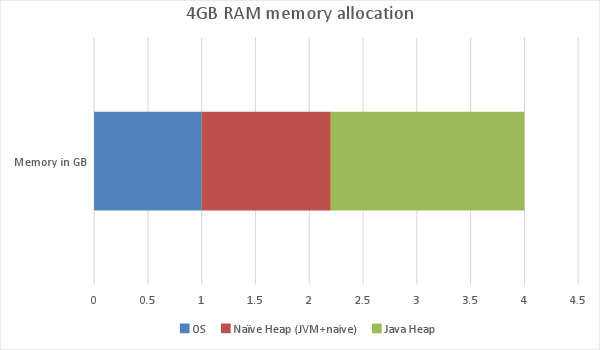 4GB RAM memory allocation
Memory in GB
0 0.5 1 1.5 2 2.5 3 3.5 4 4.5
OS Naïve Heap (JVM+naive) Java Heap